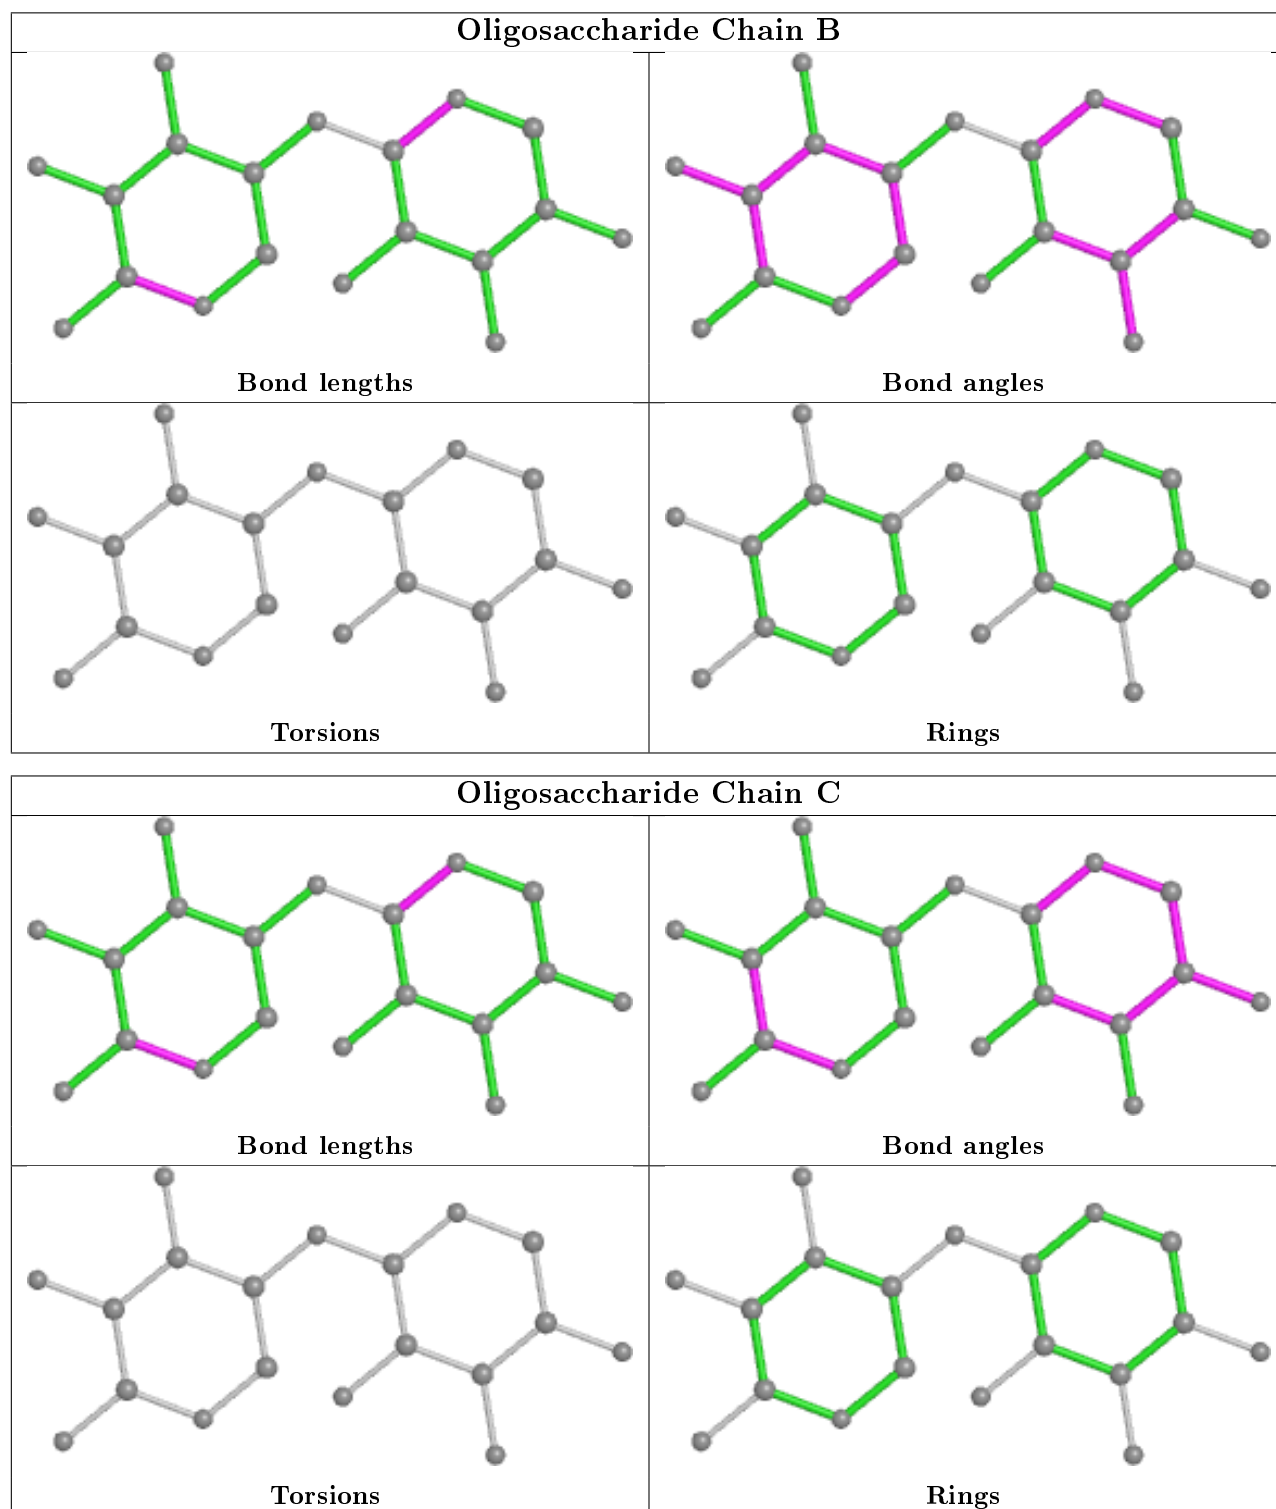 Oligosaccharide Chain B
Bond lengths
Bond angles
Torsions
Rings
Oligosaccharide Chain C
Bond lengths
Bond angles
Torsions
Rings